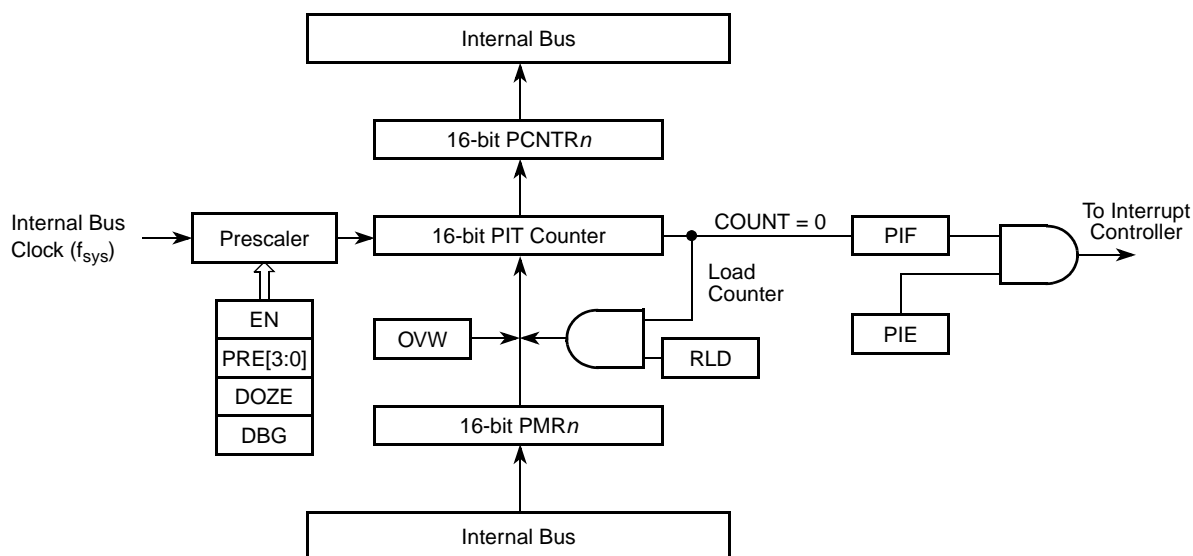 Internal Bus
16-bit PCNTRn
Internal Bus
Clock (fsys)
Prescaler
16-bit PIT Counter
COUNT = 0
PIF
To Interrupt
Controller
Load
Counter
EN
PRE[3:0]
DOZE
DBG
OVW
RLD
PIE
16-bit PMRn
Internal Bus